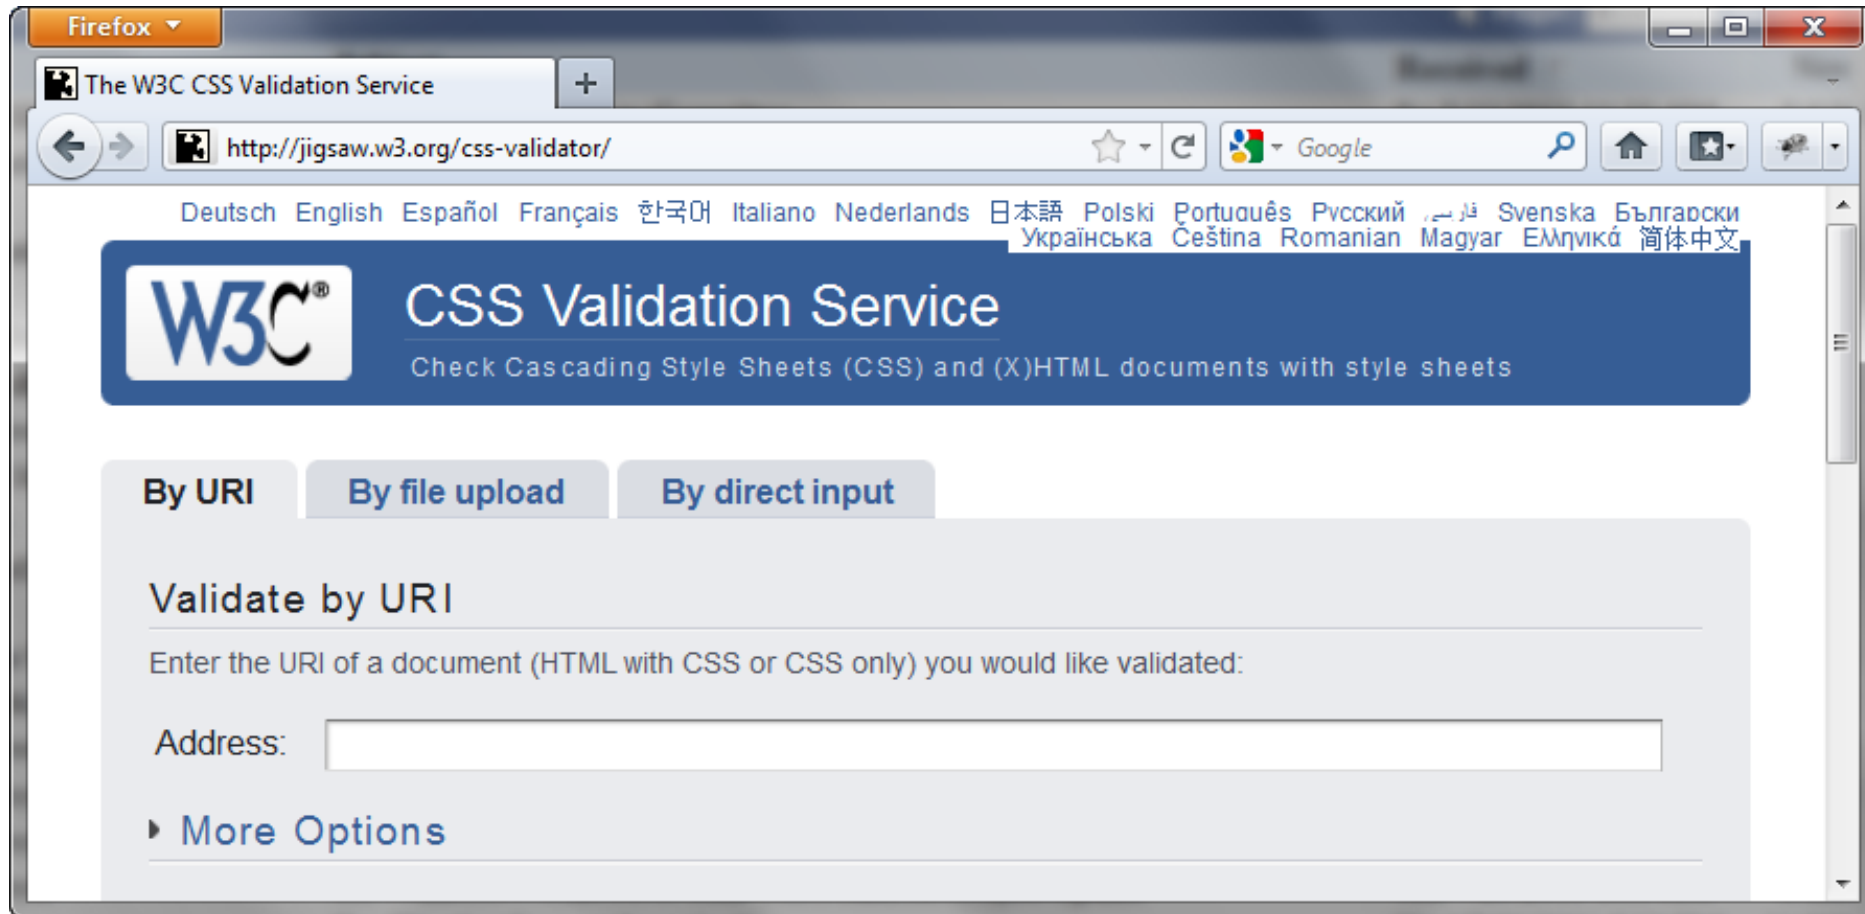 Firefox
The W3C CSS Validation Service
http://jigsaw.w3.org/css-validator/ Google
Deutsch English Español Français 한국어 Italiano Nederlands 日本語 Polski Português Русский فارسی Svenska Български
Українська Čeština Romanian Magyar Ελληνικά 简体中文
W3C® CSS Validation Service
Check Cascading Style Sheets (CSS) and (X)HTML documents with style sheets
By URI By file upload By direct input
Validate by URI
Enter the URI of a document (HTML with CSS or CSS only) you would like validated:
Address:
More Options